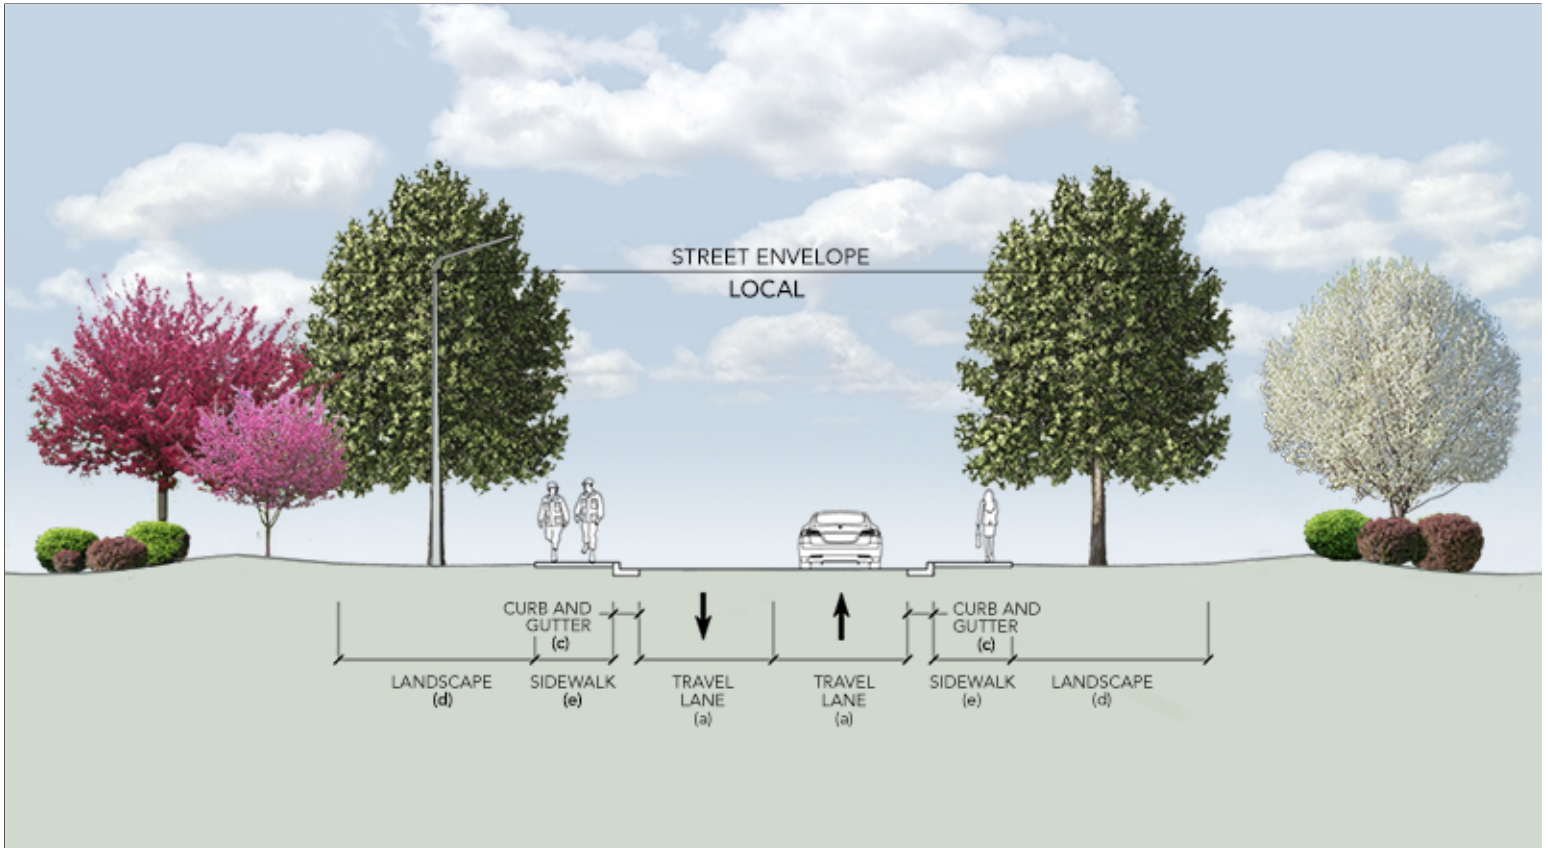 STREET ENVELOPE
LOCAL
CURB AND
GUTTER
(c)
CURB AND
GUTTER
(c)
LANDSCAPE
(d)
SIDEWALK
(e)
TRAVEL
LANE
(a)
TRAVEL
LANE
(a)
SIDEWALK
(e)
LANDSCAPE
(d)